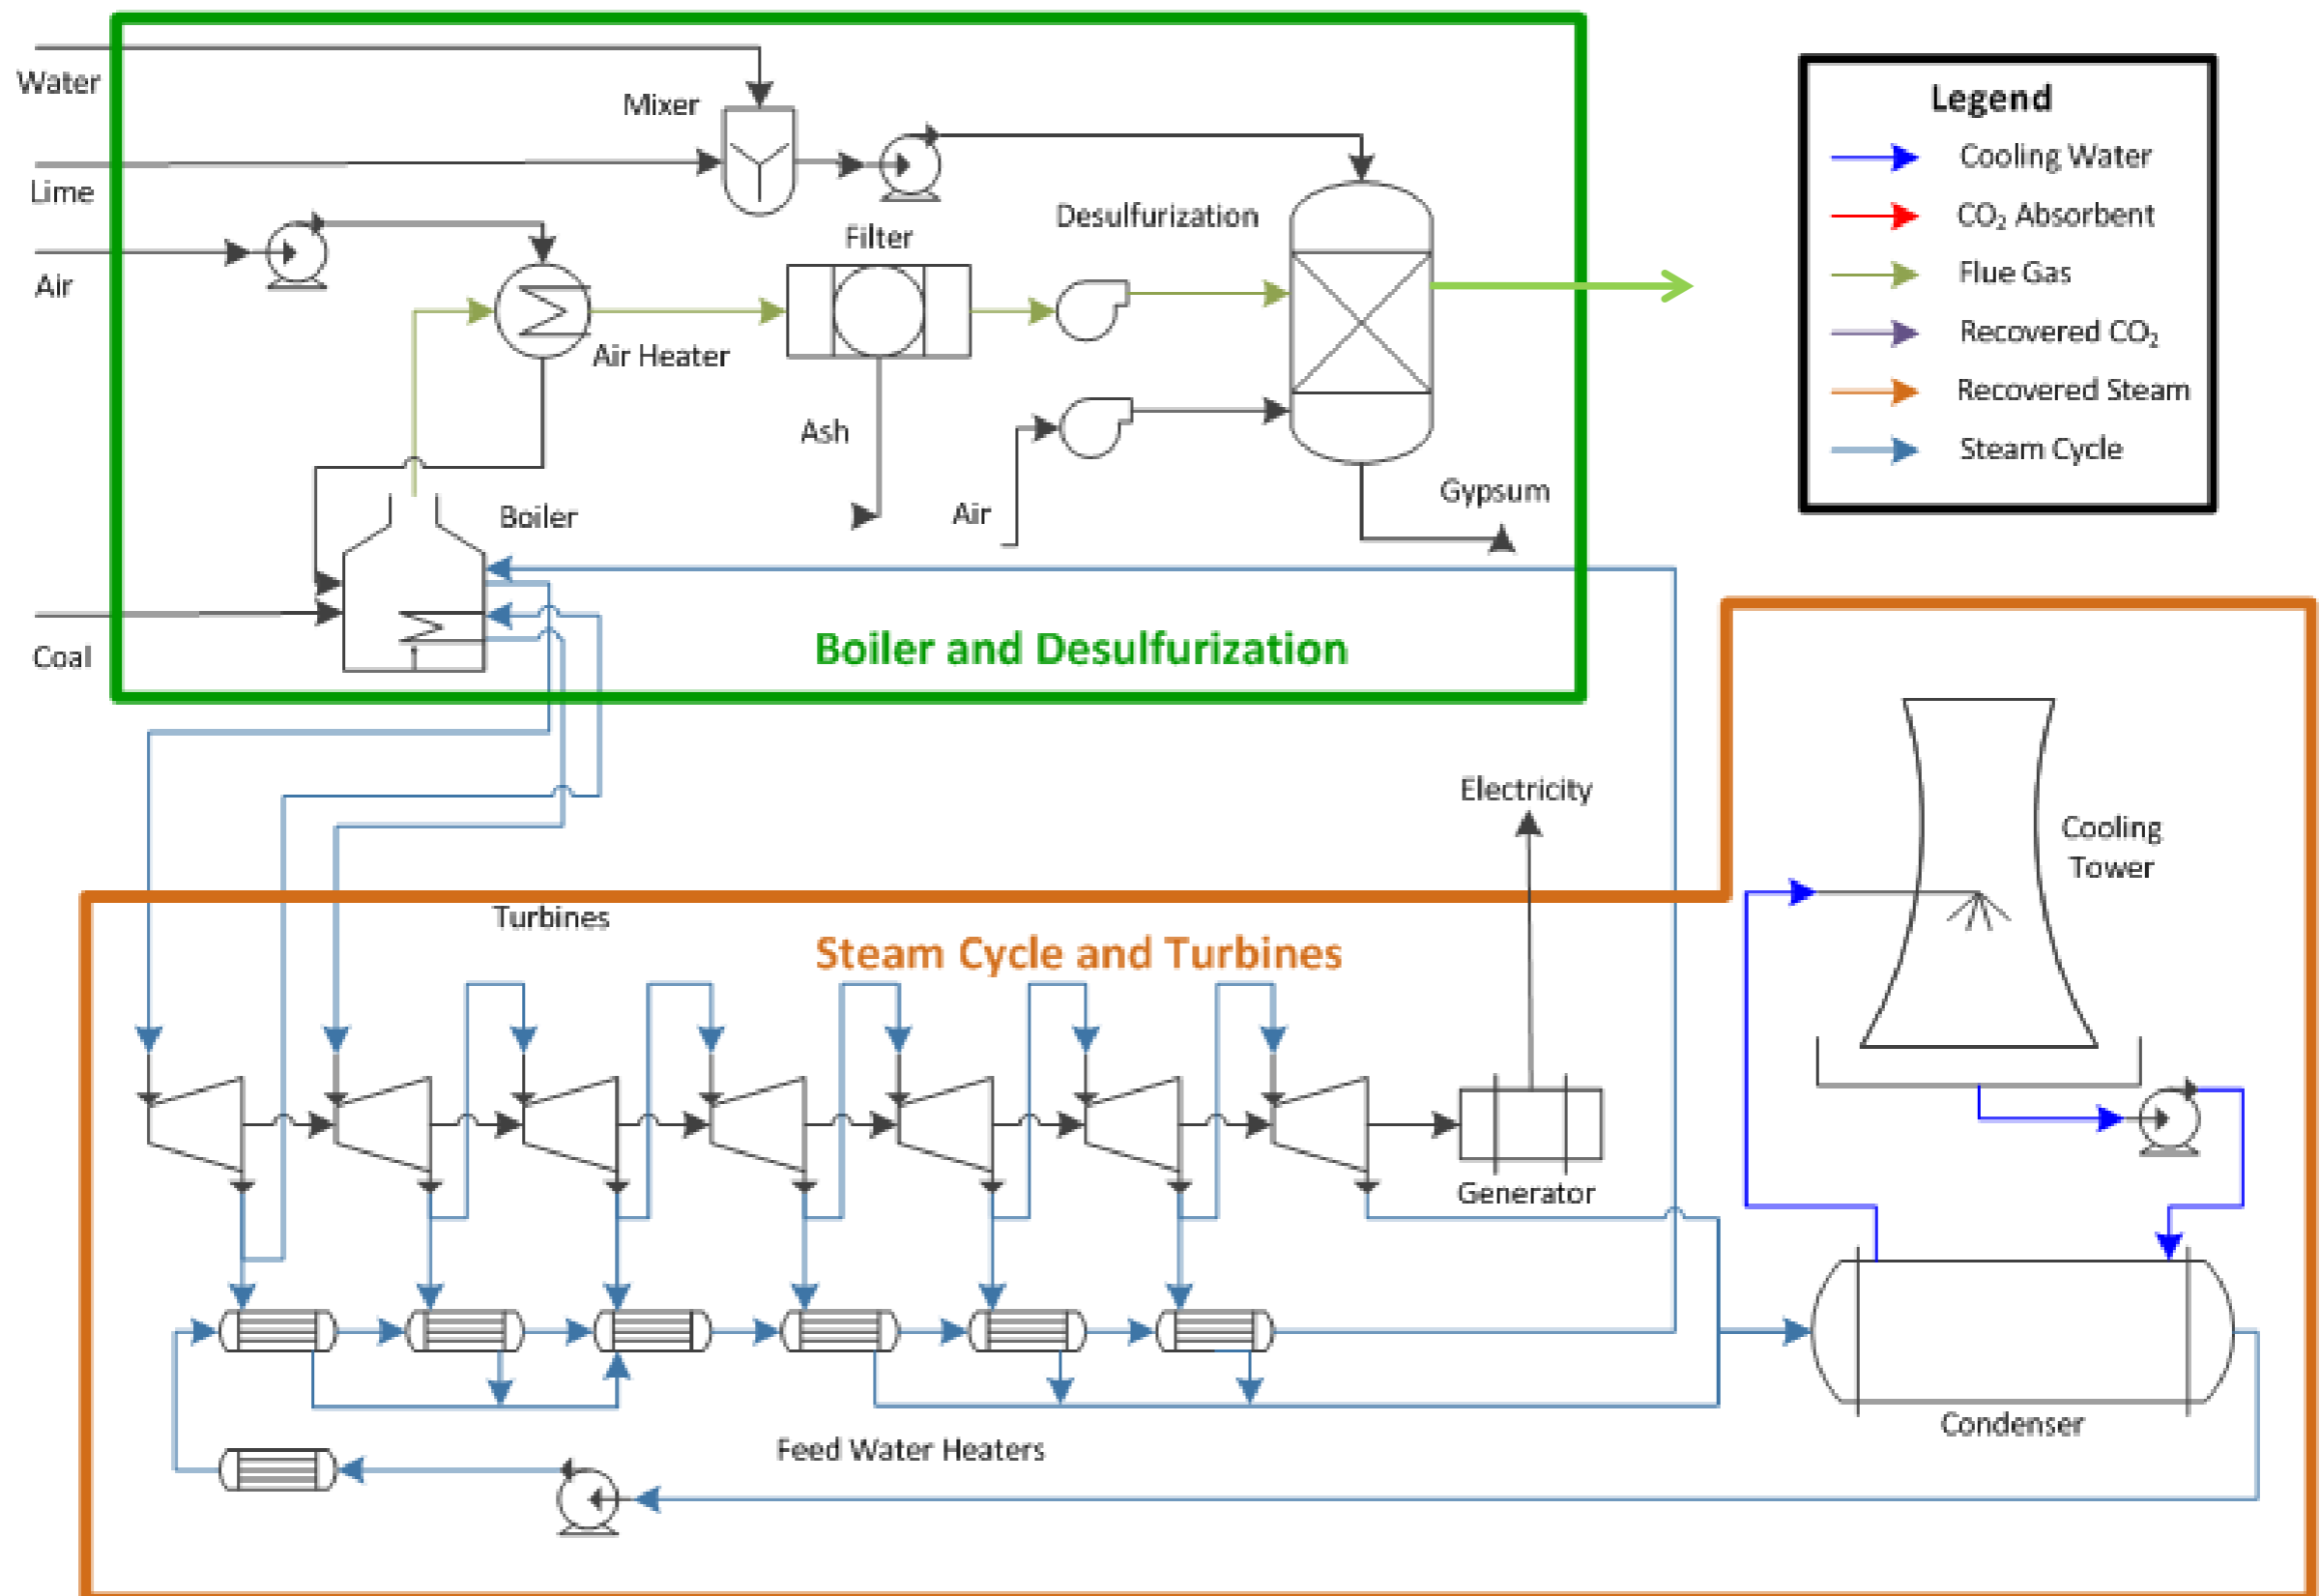 Water
Mixer
Lime
Air
Filter
Desulfurization
Air Heater
Ash
Air
Gypsum
Boiler
Coal
Boiler and Desulfurization
Legend
Cooling Water
CO₂ Absorbent
Flue Gas
Recovered CO₂
Recovered Steam
Steam Cycle
Electricity
Cooling
Tower
Turbines
Steam Cycle and Turbines
Generator
Condenser
Feed Water Heaters